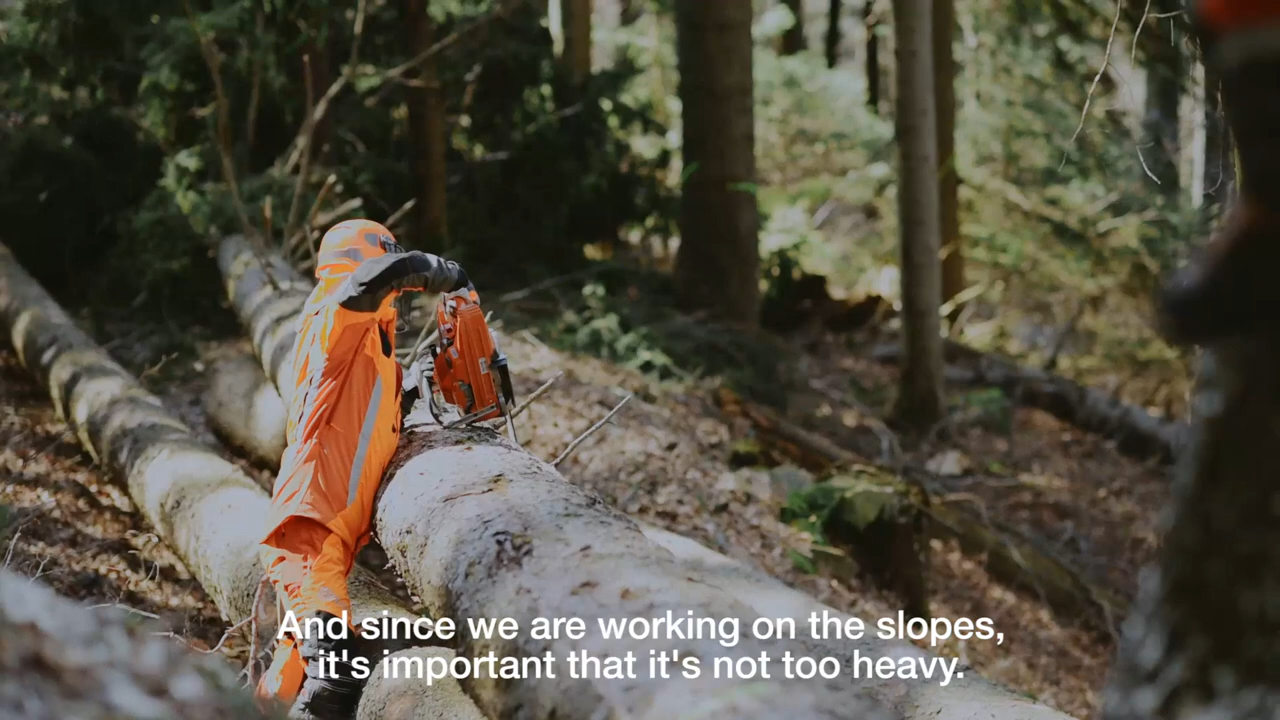 And since we are working on the slopes,
it's important that it's not too heavy.